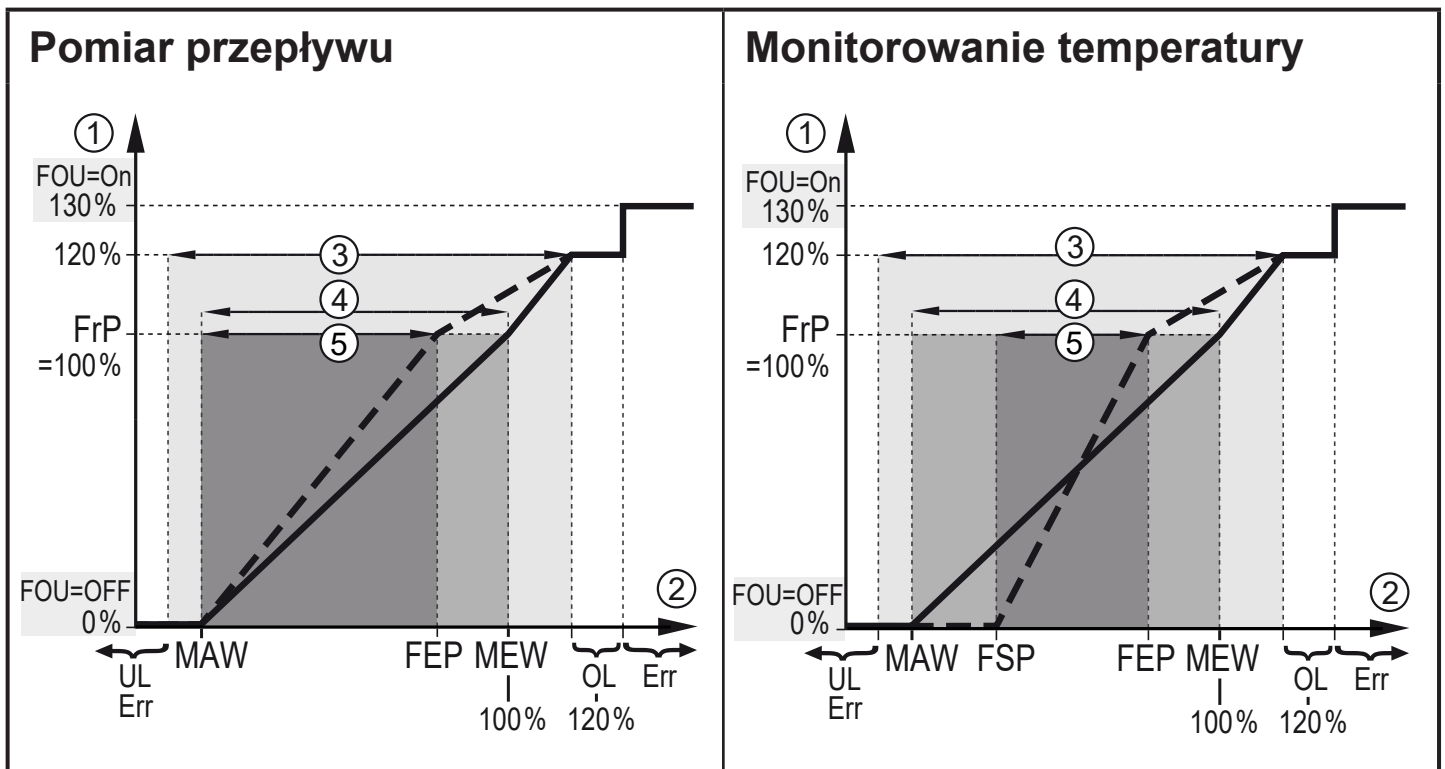 Pomiar przepływu
①
FOU=On
130%
120%
③
④
FrP
=100%
⑤
FOU=OFF
0%
②
MAW
FEP
MEW
UL
Err
OL
Err
100%
120%
Monitorowanie temperatury
①
FOU=On
130%
120%
③
④
FrP
=100%
⑤
FOU=OFF
0%
②
MAW
FSP
FEP
MEW
UL
Err
OL
Err
100%
120%